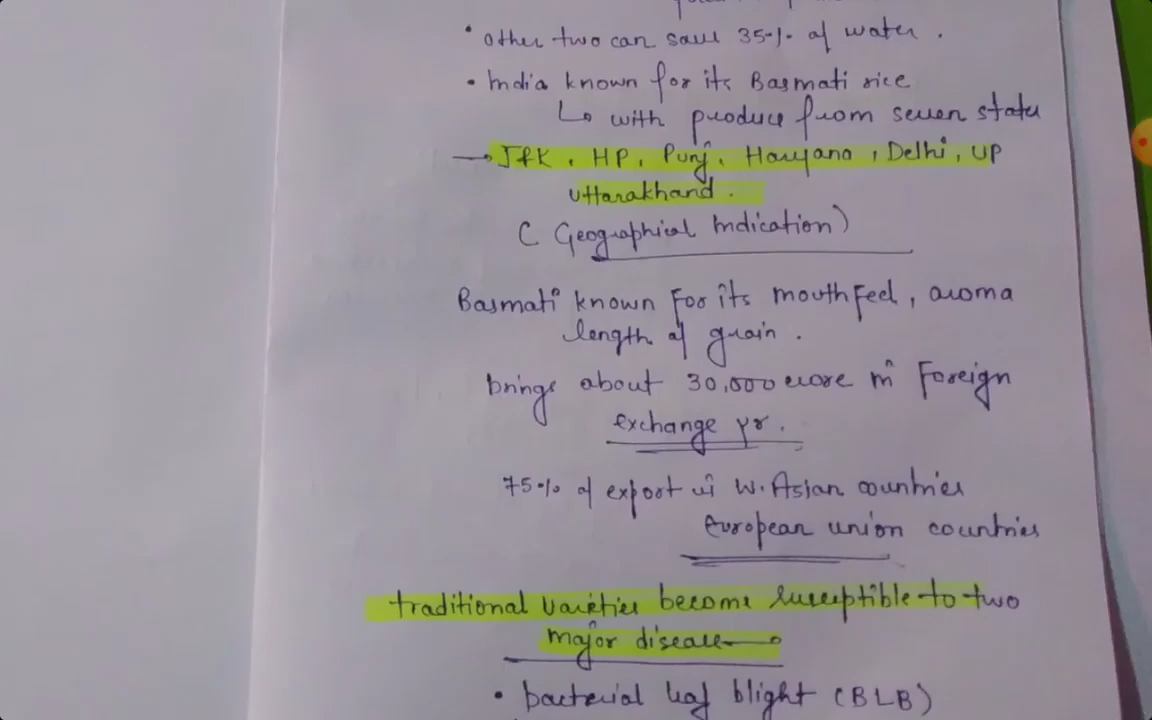 • other two can save 35% of water.
• India known for its Basmati rice
↳ with produce from seven states
→ J&K, HP, Punj, Haryana, Delhi, UP
Uttarakhand.
( Geographical Indication)
Basmati known for its mouthfeel, aroma
length of grain.
brings about 30,000 crore in Foreign
exchange yr.
75% of export in W. Asian countries
European union countries
traditional varieties become susceptible to two
major disease →
• bacterial leaf blight (BLB)